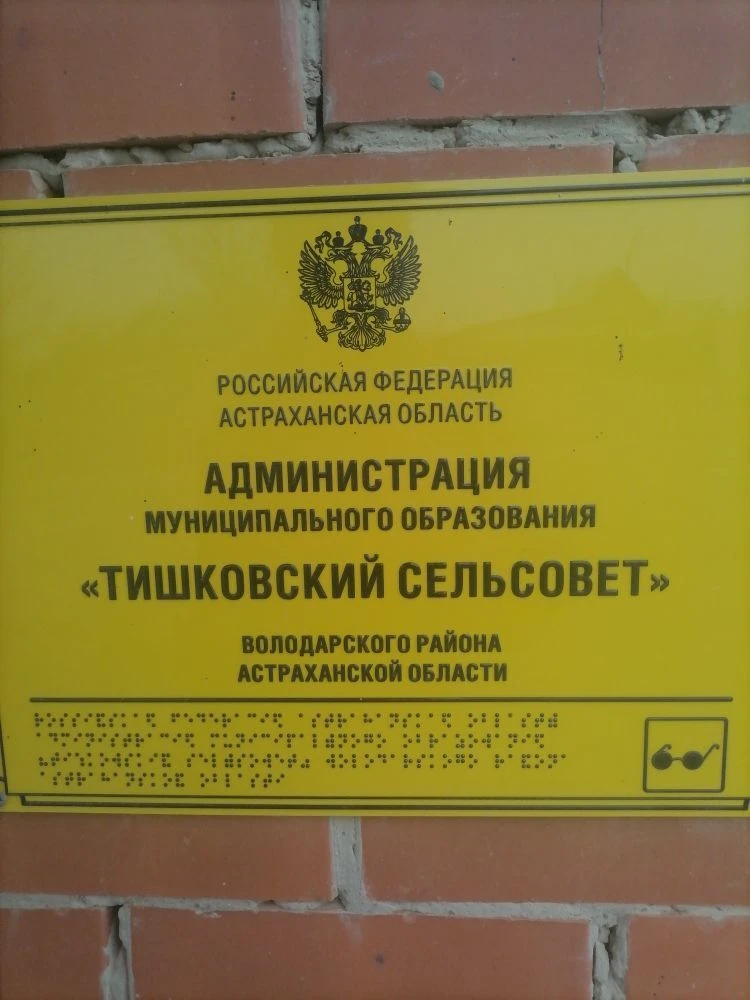 РОССИЙСКАЯ ФЕДЕРАЦИЯ
АСТРАХАНСКАЯ ОБЛАСТЬ
АДМИНИСТРАЦИЯ
МУНИЦИПАЛЬНОГО ОБРАЗОВАНИЯ
«ТИШКОВСКИЙ СЕЛЬСОВЕТ»
ВОЛОДАРСКОГО РАЙОНА
АСТРАХАНСКОЙ ОБЛАСТИ